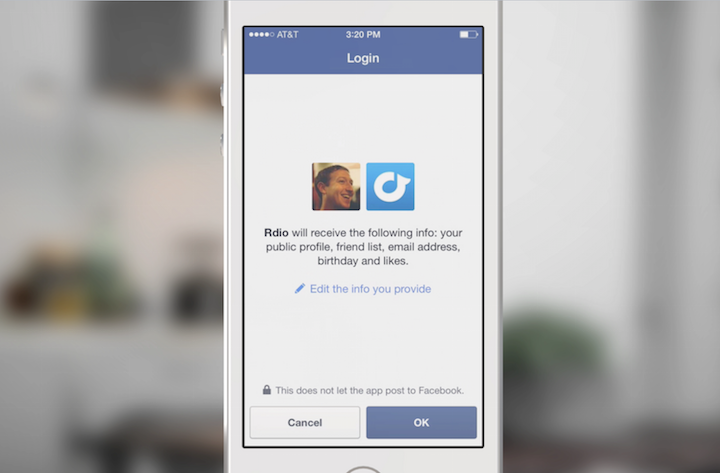 AT&T 3:20 PM
Login
Rdio will receive the following info: your
public profile, friend list, email address,
birthday and likes.
Edit the info you provide
This does not let the app post to Facebook.
Cancel OK